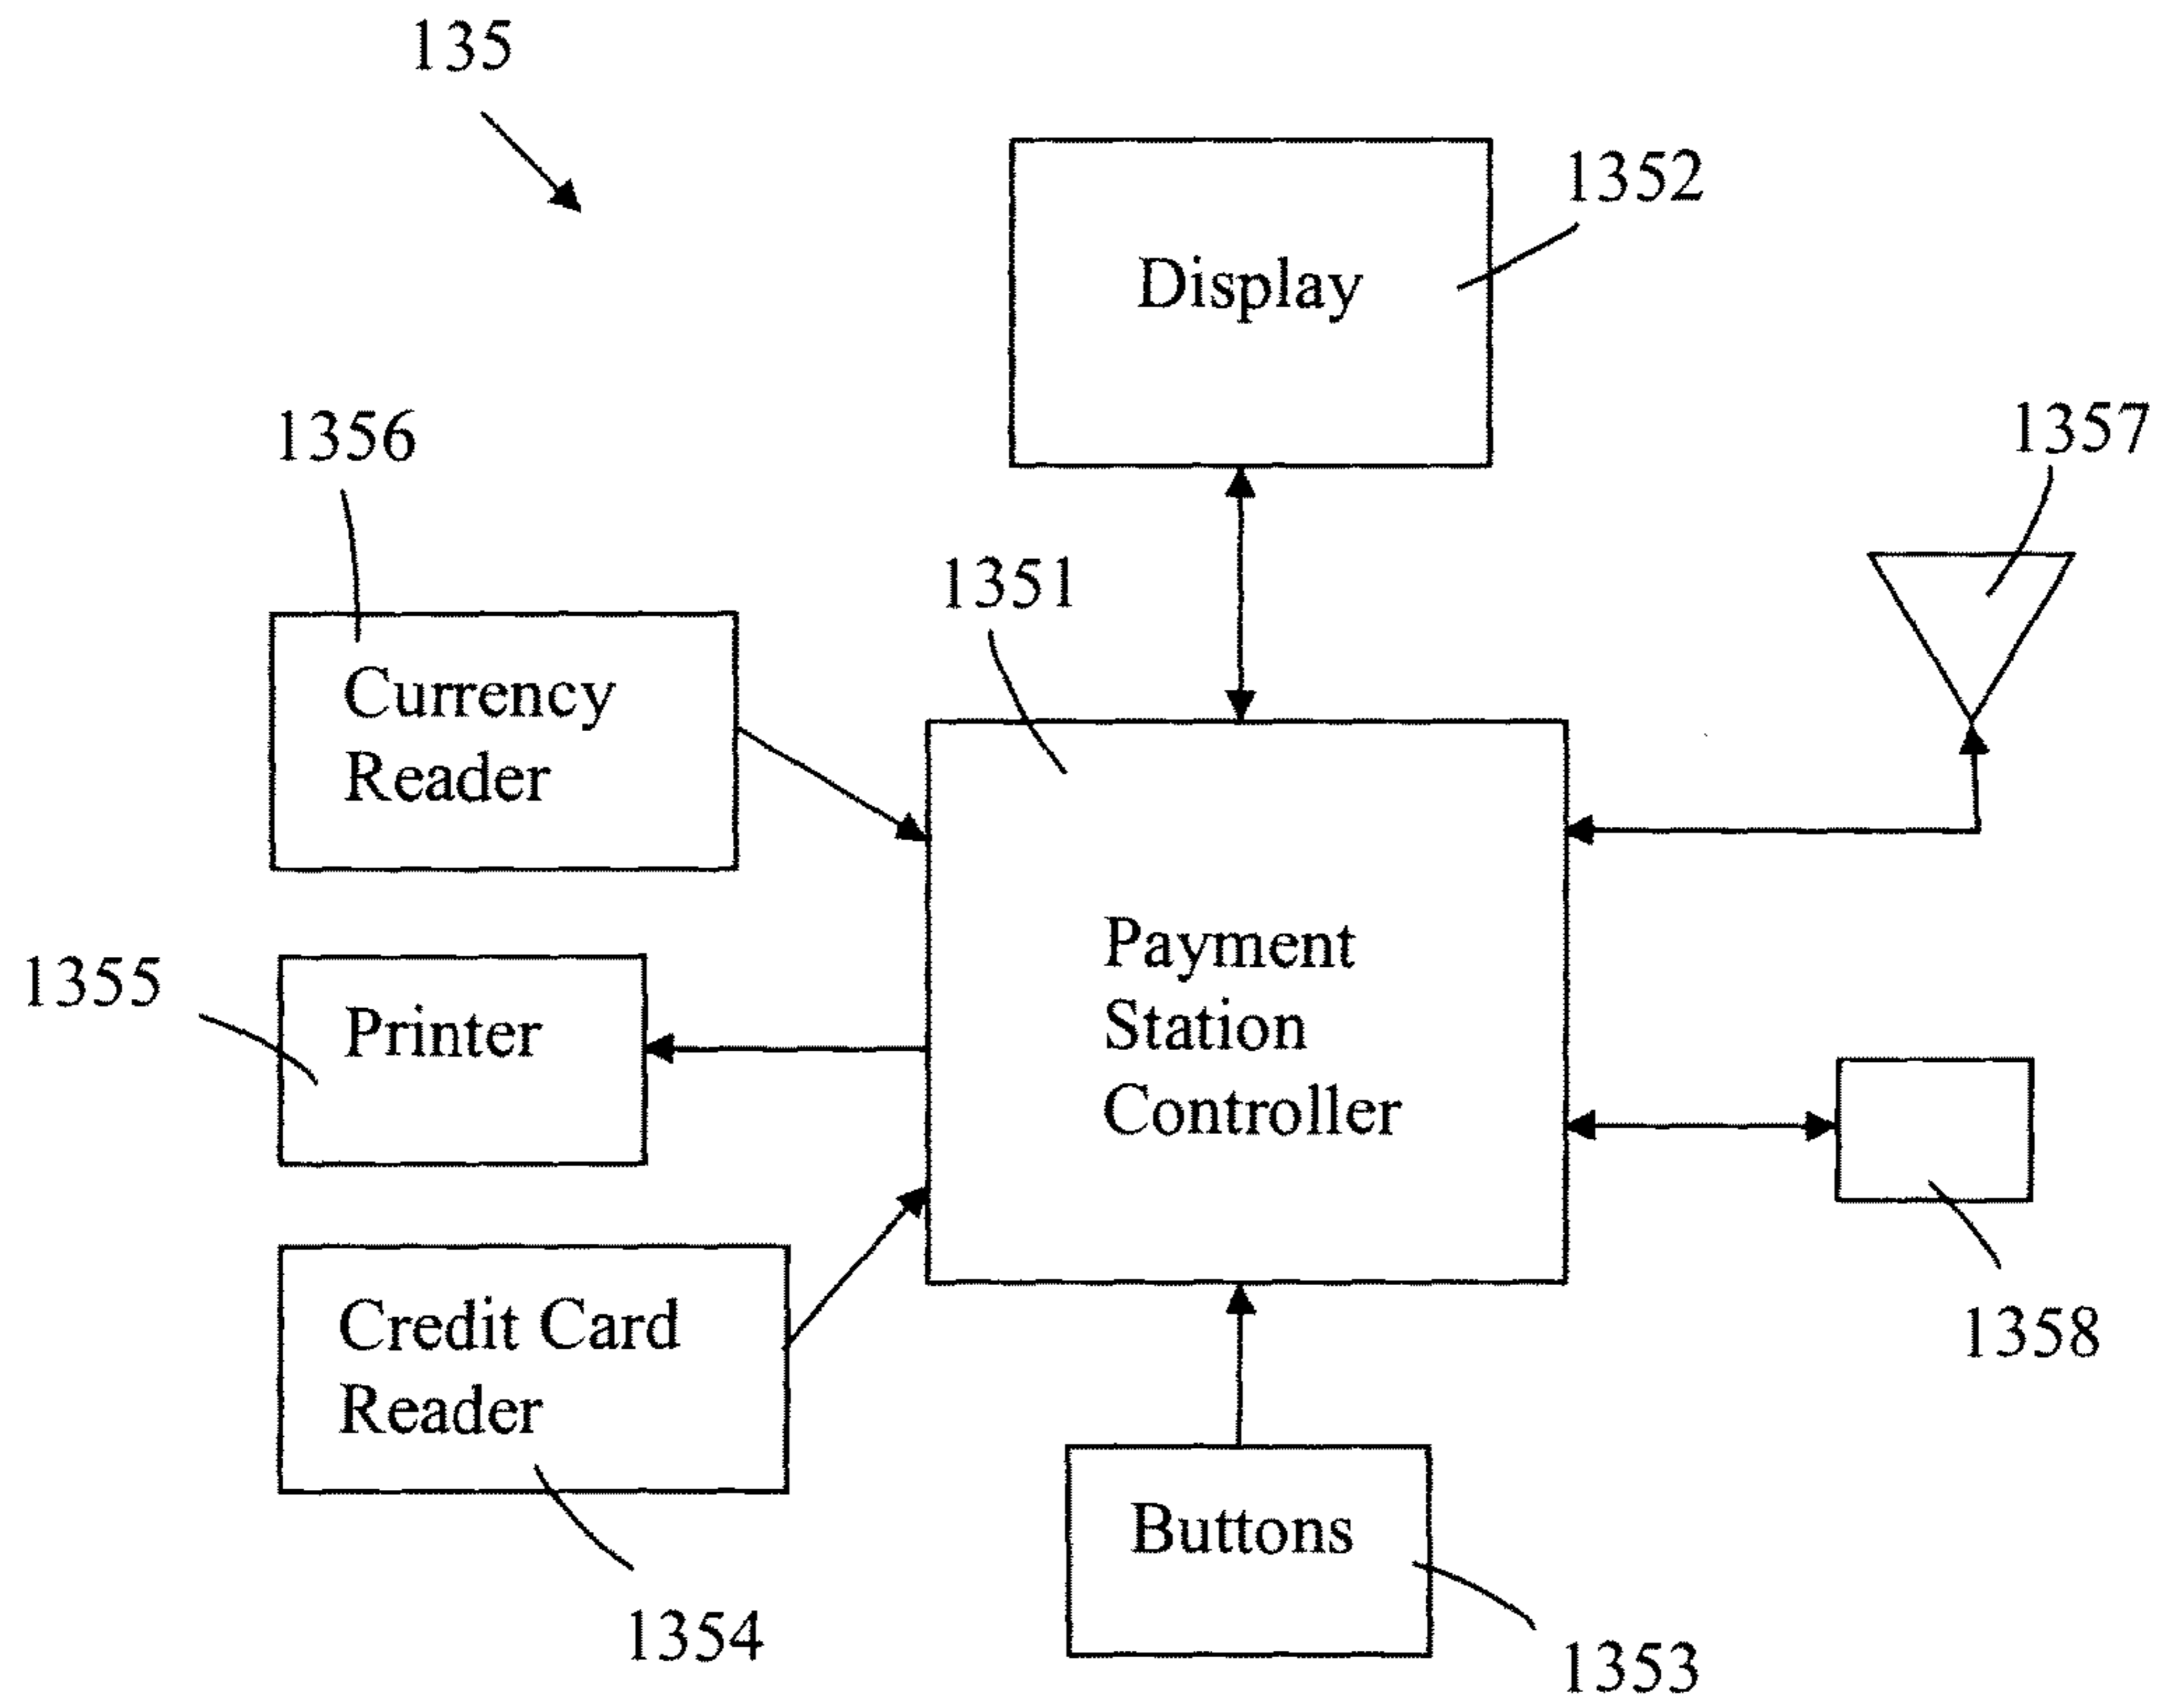 135
Display
1352
1356
1357
1351
Currency
Reader
1355
Printer
Payment
Station
Controller
Credit Card
Reader
1358
Buttons
1354
1353